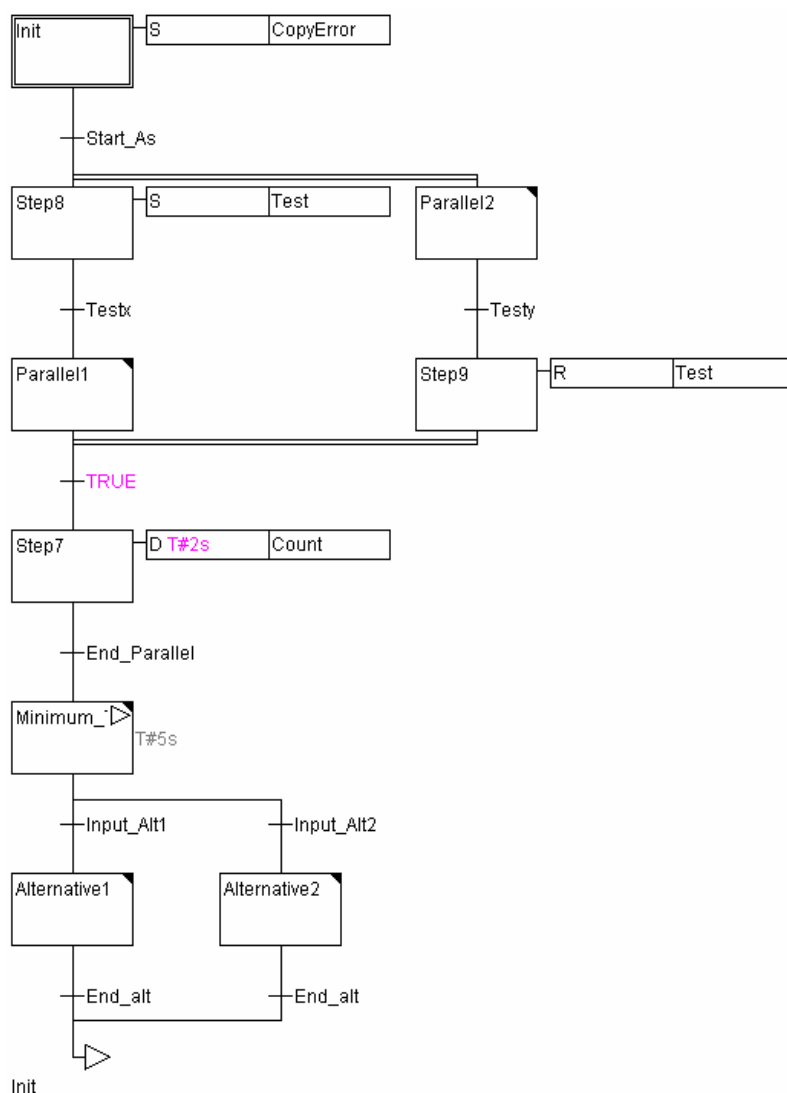 Init S CopyError
Start_As
Step8 S Test Parallel2
Testx Testy
Parallel1 Step9 R Test
TRUE
Step7 D T#2s Count
End_Parallel
Minimum_
T#5s
Input_Alt1 Input_Alt2
Alternative1 Alternative2
End_alt End_alt
Init